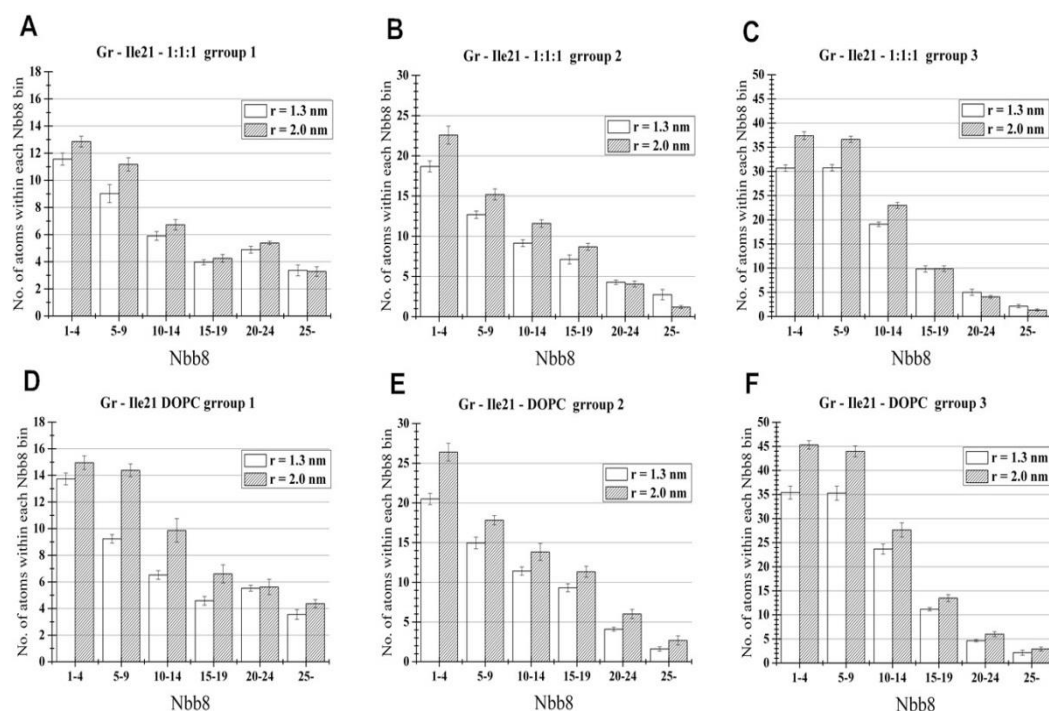 A
Gr - Ile21 - 1:1:1 grroup 1
No. of atoms within each Nbb8 bin
18
16
14
12
10
8
6
4
2
0
r = 1.3 nm
r = 2.0 nm
1-4 5-9 10-14 15-19 20-24 25-
Nbb8
B
Gr - Ile21 - 1:1:1 grroup 2
No. of atoms within each Nbb8 bin
30
25
20
15
10
5
0
r = 1.3 nm
r = 2.0 nm
1-4 5-9 10-14 15-19 20-24 25-
Nbb8
C
Gr - Ile21 - 1:1:1 grroup 3
No. of atoms within each Nbb8 bin
50
45
40
35
30
25
20
15
10
5
0
r = 1.3 nm
r = 2.0 nm
1-4 5-9 10-14 15-19 20-24 25-
Nbb8
D
Gr - Ile21 DOPC grroup 1
No. of atoms within each Nbb8 bin
18
16
14
12
10
8
6
4
2
0
r = 1.3 nm
r = 2.0 nm
1-4 5-9 10-14 15-19 20-24 25-
Nbb8
E
Gr - Ile21 - DOPC grroup 2
No. of atoms within each Nbb8 bin
30
25
20
15
10
5
0
r = 1.3 nm
r = 2.0 nm
1-4 5-9 10-14 15-19 20-24 25-
Nbb8
F
Gr - Ile21 - DOPC grroup 3
No. of atoms within each Nbb8 bin
50
45
40
35
30
25
20
15
10
5
0
r = 1.3 nm
r = 2.0 nm
1-4 5-9 10-14 15-19 20-24 25-
Nbb8